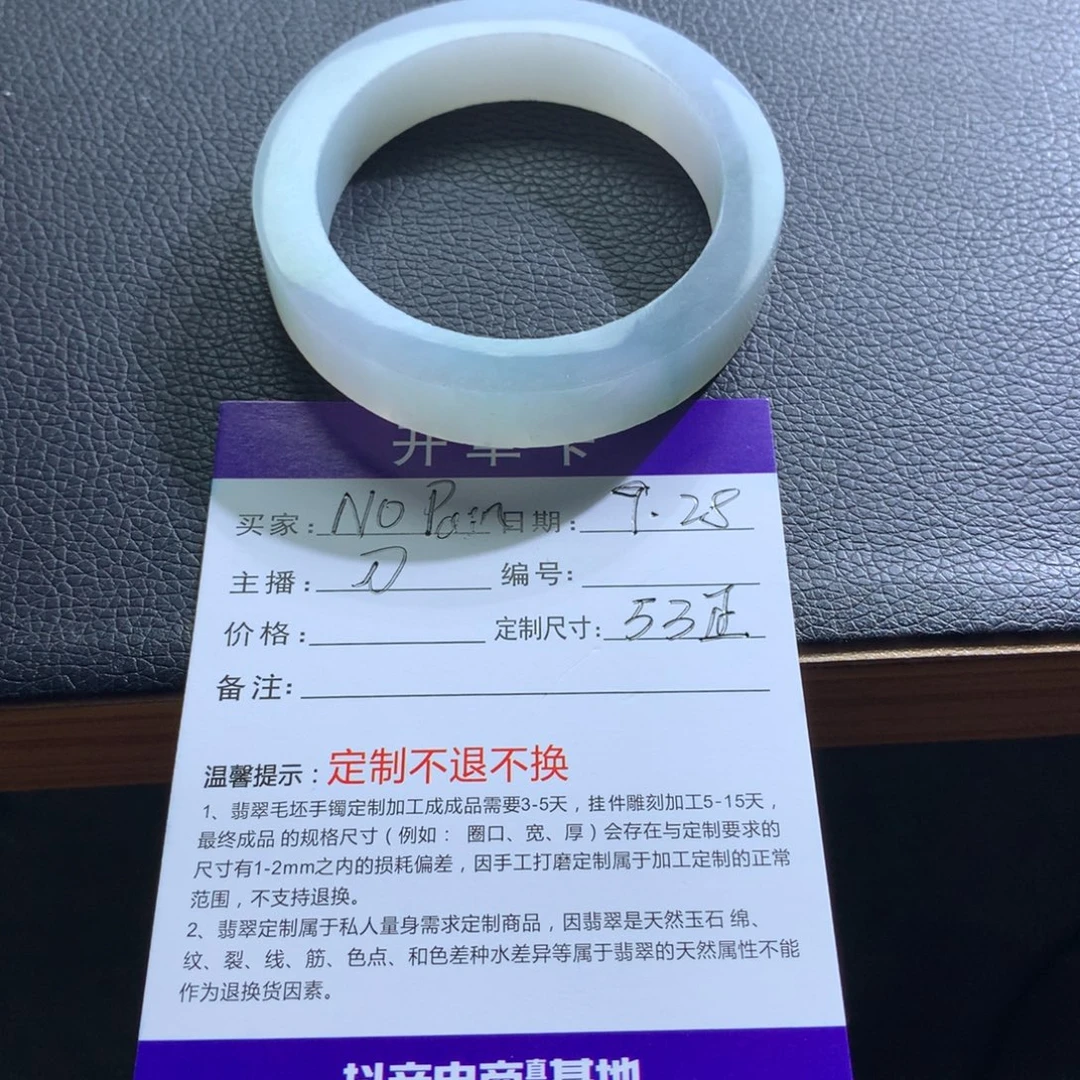 买家: NO Pain 日期: 9.28
主播: 编号:
价格: 定制尺寸: 53正
备注:
温馨提示：定制不退不换
1、翡翠毛坯手镯定制加工成成品需要3-5天，挂件雕刻加工5-15天，
最终成品 的规格尺寸（例如： 圈口、宽、厚）会存在与定制要求的
尺寸有1-2mm之内的损耗偏差，因手工打磨定制属于加工定制的正常
范围，不支持退换。
2、翡翠定制属于私人量身需求定制商品，因翡翠是天然玉石 绵、
纹、裂、线、筋、色点、和色差种水差异等属于翡翠的天然属性不能
作为退换货因素。
抖音电商直播基地